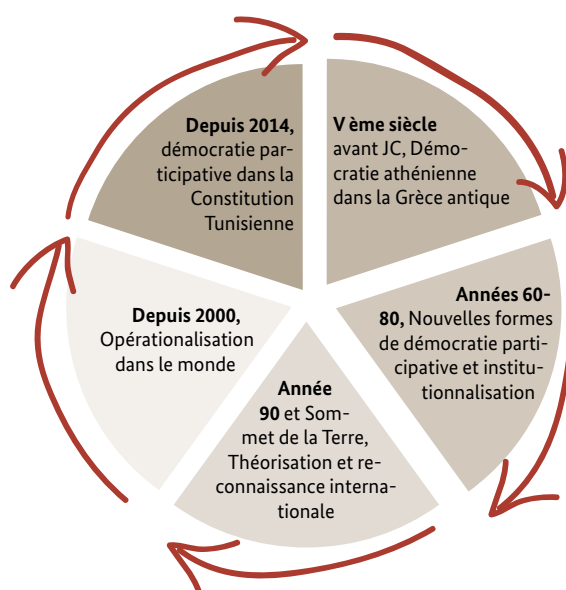 V ème siècle
avant JC, Démo-
cratie athénienne
dans la Grèce antique
Années 60-
80, Nouvelles formes
de démocratie parti-
cipative et institu-
tionnalisation
Année
90 et Som-
met de la Terre,
Théorisation et re-
connaissance interna-
tionale
Depuis 2000,
Opérationalisation
dans le monde
Depuis 2014,
démocratie par-
ticipative dans la
Constitution
Tunisienne